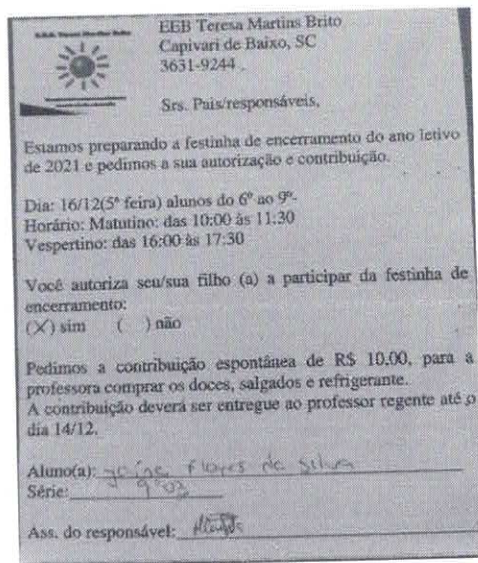 EEB Teresa Martins Brito
Capivari de Baixo, SC
3631-9244
Srs. Pais/responsáveis,
Estamos preparando a festinha de encerramento do ano letivo
de 2021 e pedimos a sua autorização e contribuição.
Dia: 16/12(5ª feira) alunos do 6º ao 9º-
Horário: Matutino: das 10:00 às 11:30
Vespertino: das 16:00 às 17:30
Você autoriza seu/sua filho (a) a participar da festinha de
encerramento:
(X) sim ( ) não
Pedimos a contribuição espontânea de R$ 10.00, para a
professora comprar os doces, salgados e refrigerante.
A contribuição deverá ser entregue ao professor regente até o
dia 14/12.
Aluno(a): Flores da Silva
Série: 9º03
Ass. do responsável: